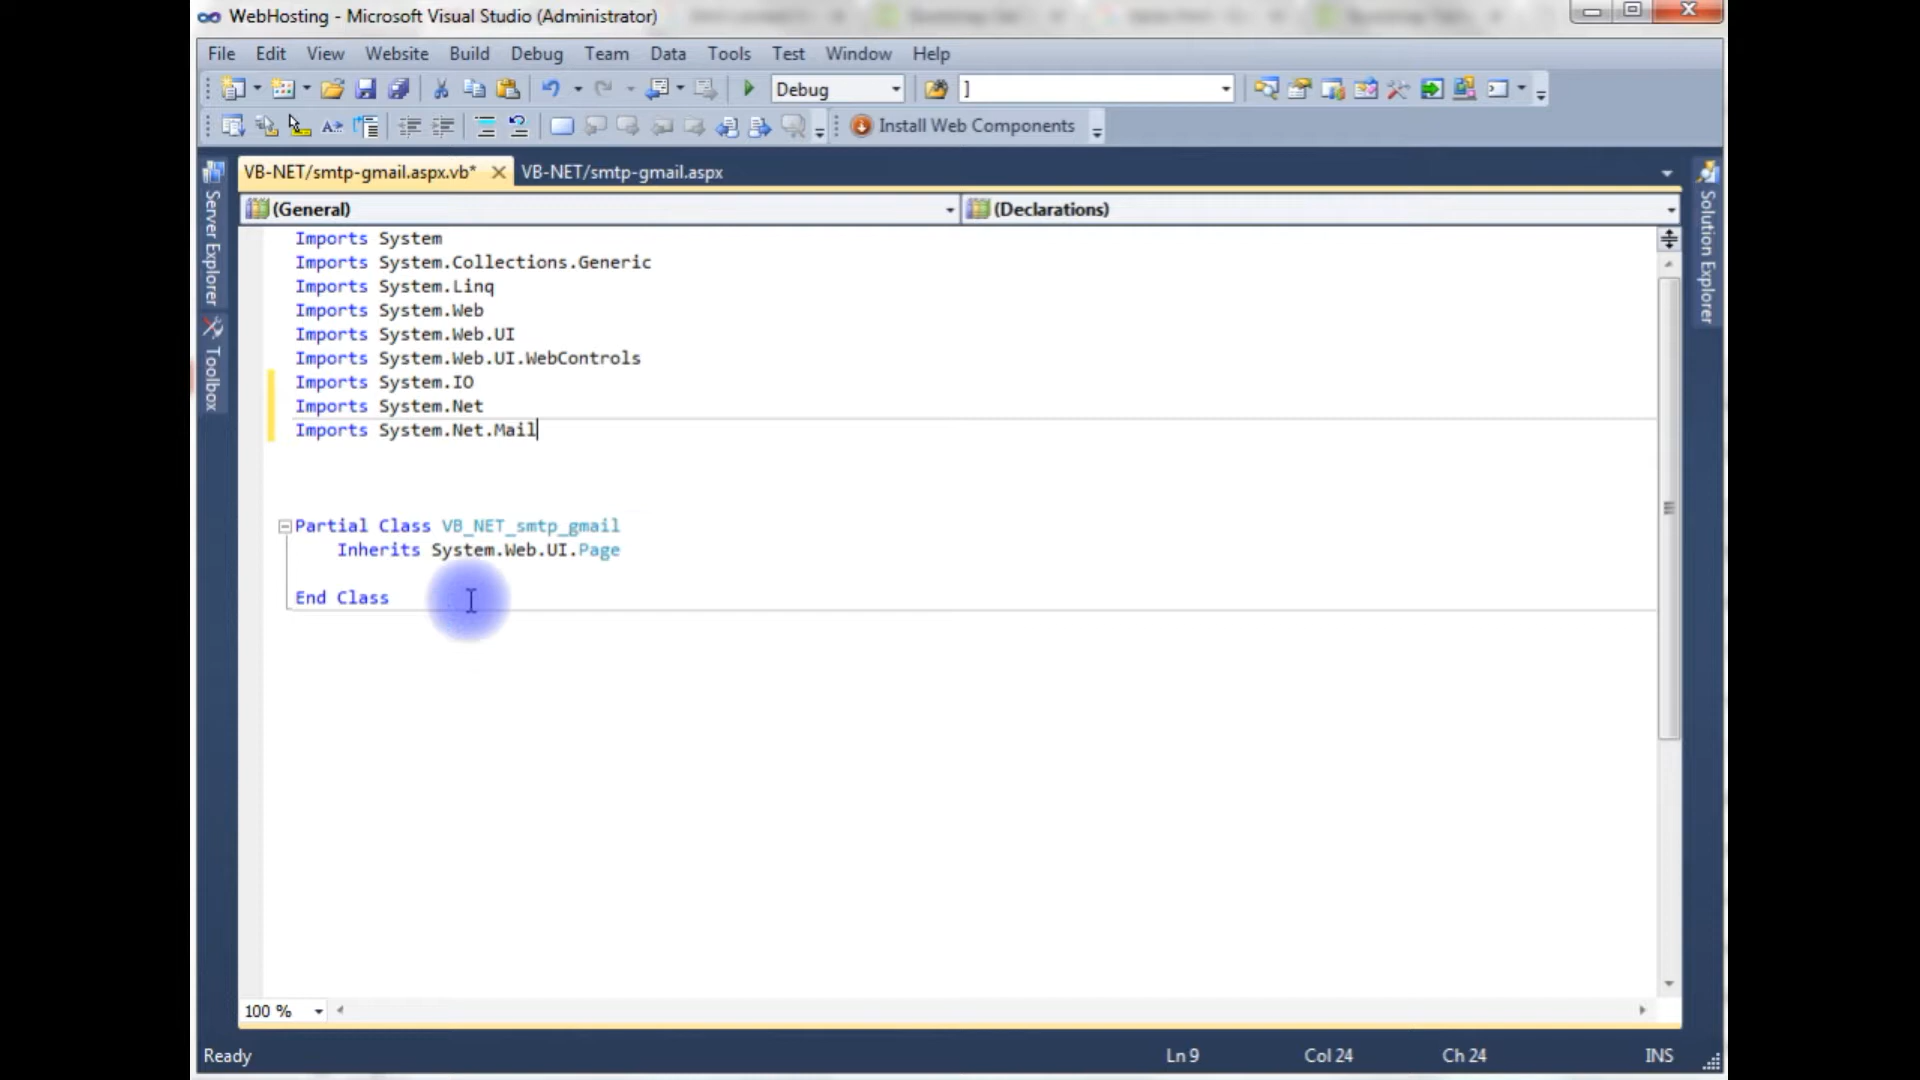 WebHosting - Microsoft Visual Studio (Administrator)
File Edit View Website Build Debug Team Data Tools Test Window Help
Debug ]
Install Web Components
VB-NET/smtp-gmail.aspx.vb* VB-NET/smtp-gmail.aspx
(General) (Declarations)
Server Explorer
Toolbox
Solution Explorer
Imports System
Imports System.Collections.Generic
Imports System.Linq
Imports System.Web
Imports System.Web.UI
Imports System.Web.UI.WebControls
Imports System.IO
Imports System.Net
Imports System.Net.Mail
Partial Class VB_NET_smtp_gmail
Inherits System.Web.UI.Page
End Class
100 %
Ready Ln 9 Col 24 Ch 24 INS